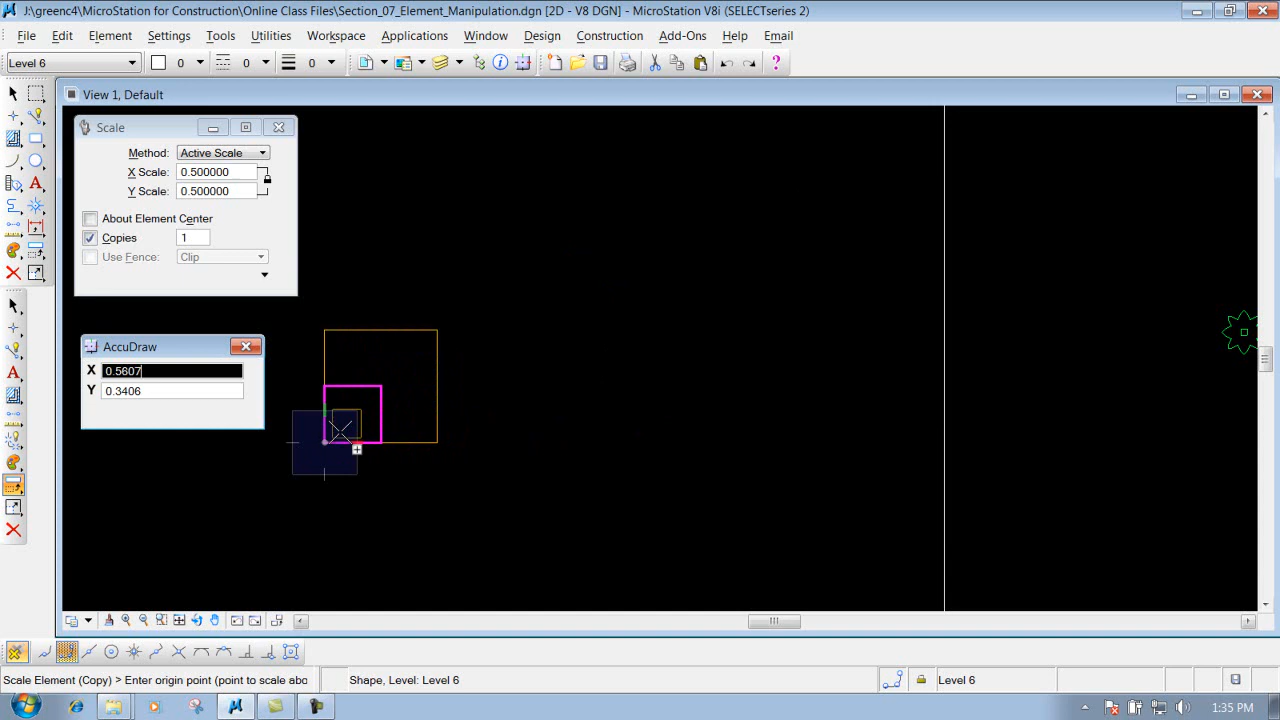 J:\greenc4\MicroStation for Construction\Online Class Files\Section_07_Element_Manipulation.dgn [2D - V8 DGN] - MicroStation V8i (SELECTseries 2)
File Edit Element Settings Tools Utilities Workspace Applications Window Design Construction Add-Ons Help Email
Level 6 0 0 0
View 1, Default
Scale
Method: Active Scale
X Scale: 0.500000
Y Scale: 0.500000
About Element Center
Copies 1
Use Fence: Clip
AccuDraw
X 0.5607
Y 0.3406
Scale Element (Copy) > Enter origin point (point to scale abo
Shape, Level: Level 6
Level 6
1:35 PM